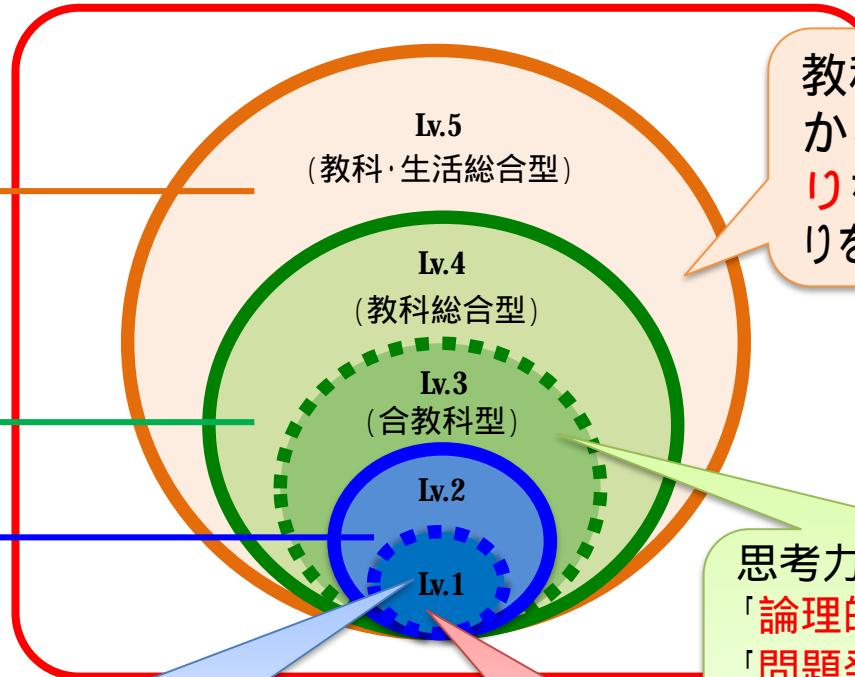 Lv.5
(教科・生活総合型)
Lv.4
(教科総合型)
Lv.3
(合教科型)
Lv.2
Lv.1
教科
か
り
りを
思考力
「論理的
「問題発